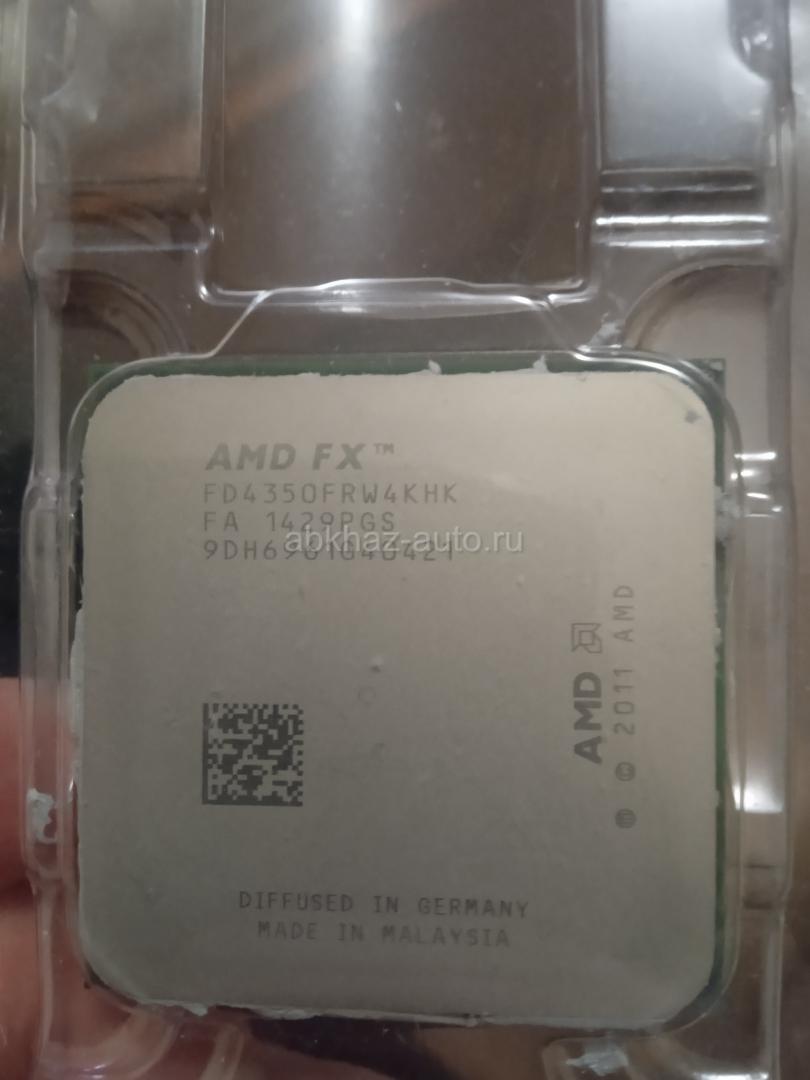 AMD FX™
FD4350FRW4KHK
FA 1429PGS
abkhaz-auto.ru
AMD
© 2011 AMD
DIFFUSED IN GERMANY
MADE IN MALAYSIA